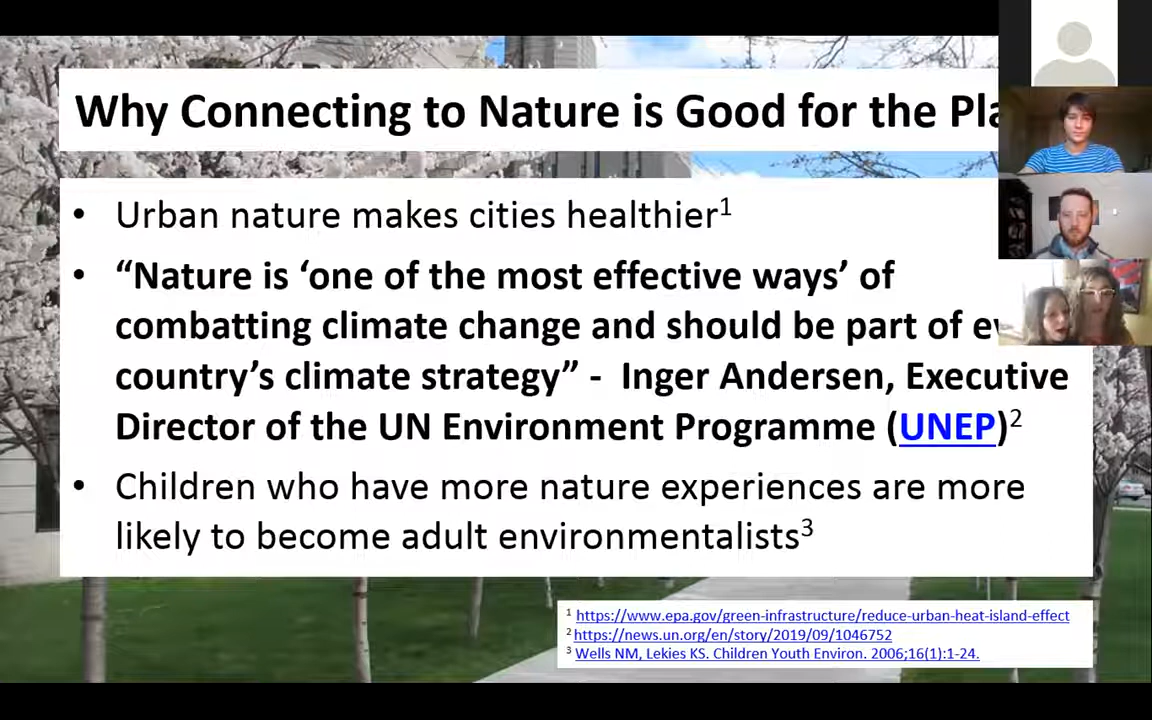 Why Connecting to Nature is Good for the
• Urban nature makes cities healthier1
• “Nature is ‘one of the most effective ways’ of
combatting climate change and should be part of
country’s climate strategy” - Inger Andersen, Executive
Director of the UN Environment Programme (UNEP)2
• Children who have more nature experiences are more
likely to become adult environmentalists3
1 https://www.epa.gov/green-infrastructure/reduce-urban-heat-island-effect
2 https://news.un.org/en/story/2019/09/1046752
3 Wells NM, Lekies KS. Children Youth Environ. 2006;16(1):1-24.